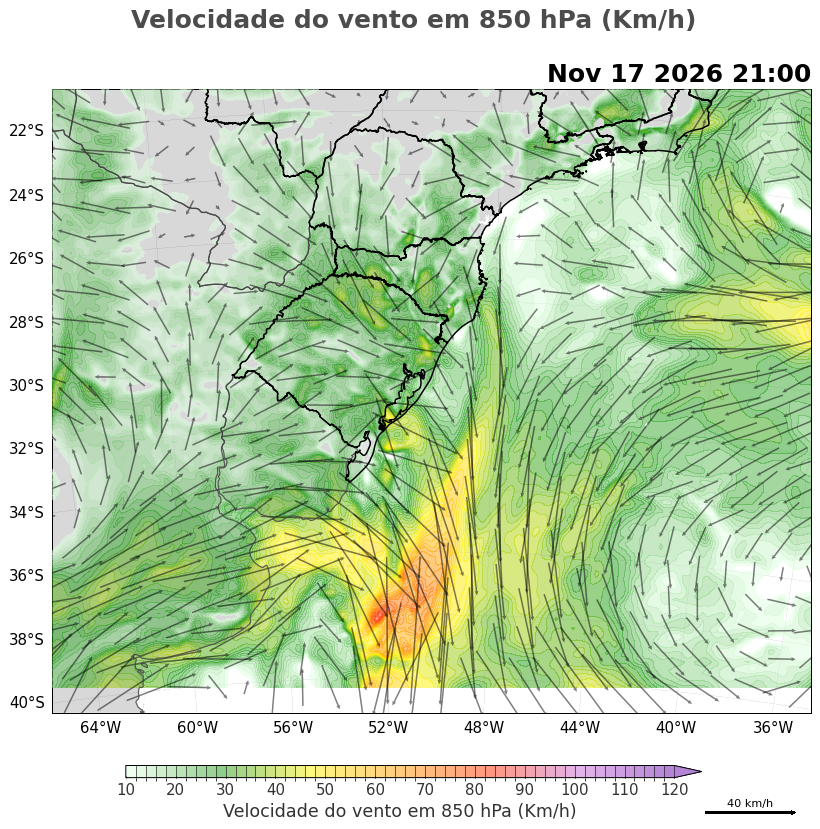 Velocidade do vento em 850 hPa (Km/h)
Nov 17 2026 21:00
22°S
24°S
26°S
28°S
30°S
32°S
34°S
36°S
38°S
40°S
64°W 60°W 56°W 52°W 48°W 44°W 40°W 36°W
10 20 30 40 50 60 70 80 90 100 110 120
Velocidade do vento em 850 hPa (Km/h)
40 km/h